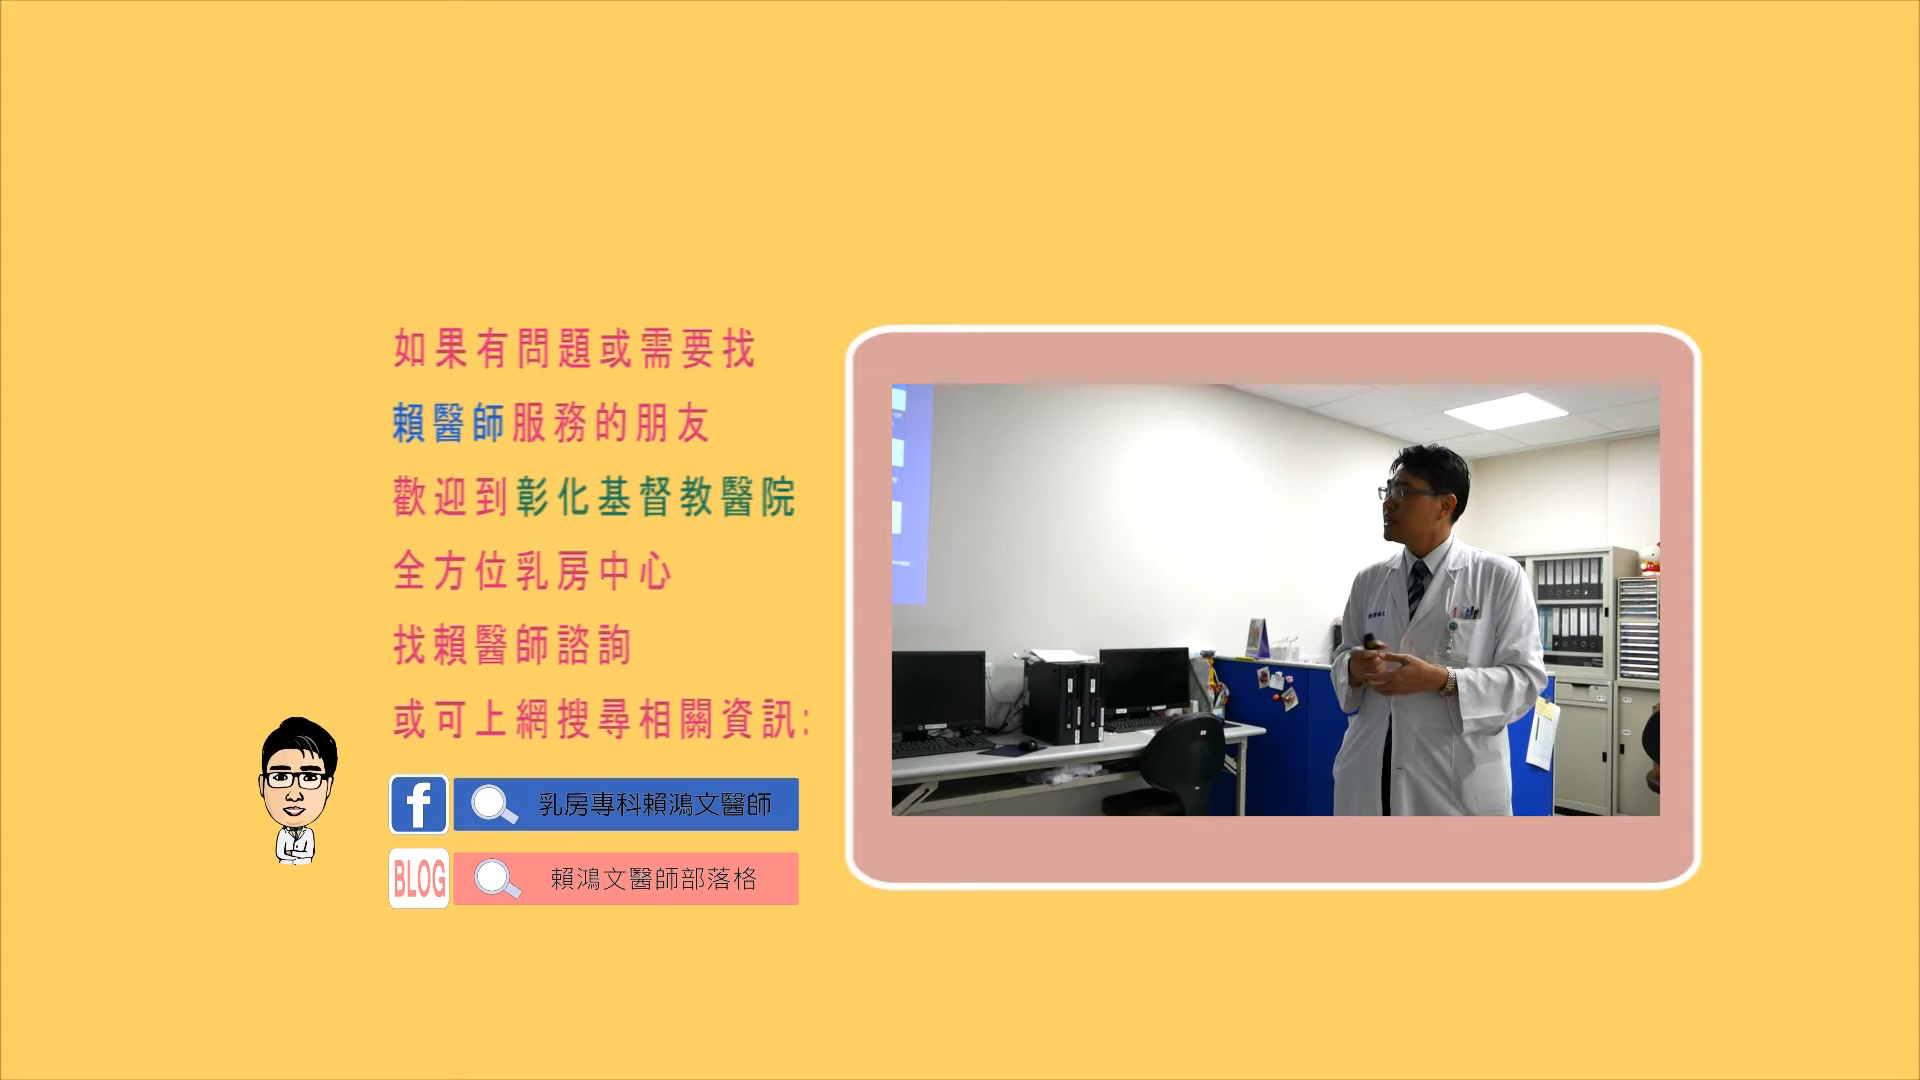 如果有問題或需要找
賴醫師服務的朋友
歡迎到彰化基督教醫院
全方位乳房中心
找賴醫師諮詢
或可上網搜尋相關資訊:
f 乳房專科賴鴻文醫師
BLOG 賴鴻文醫師部落格